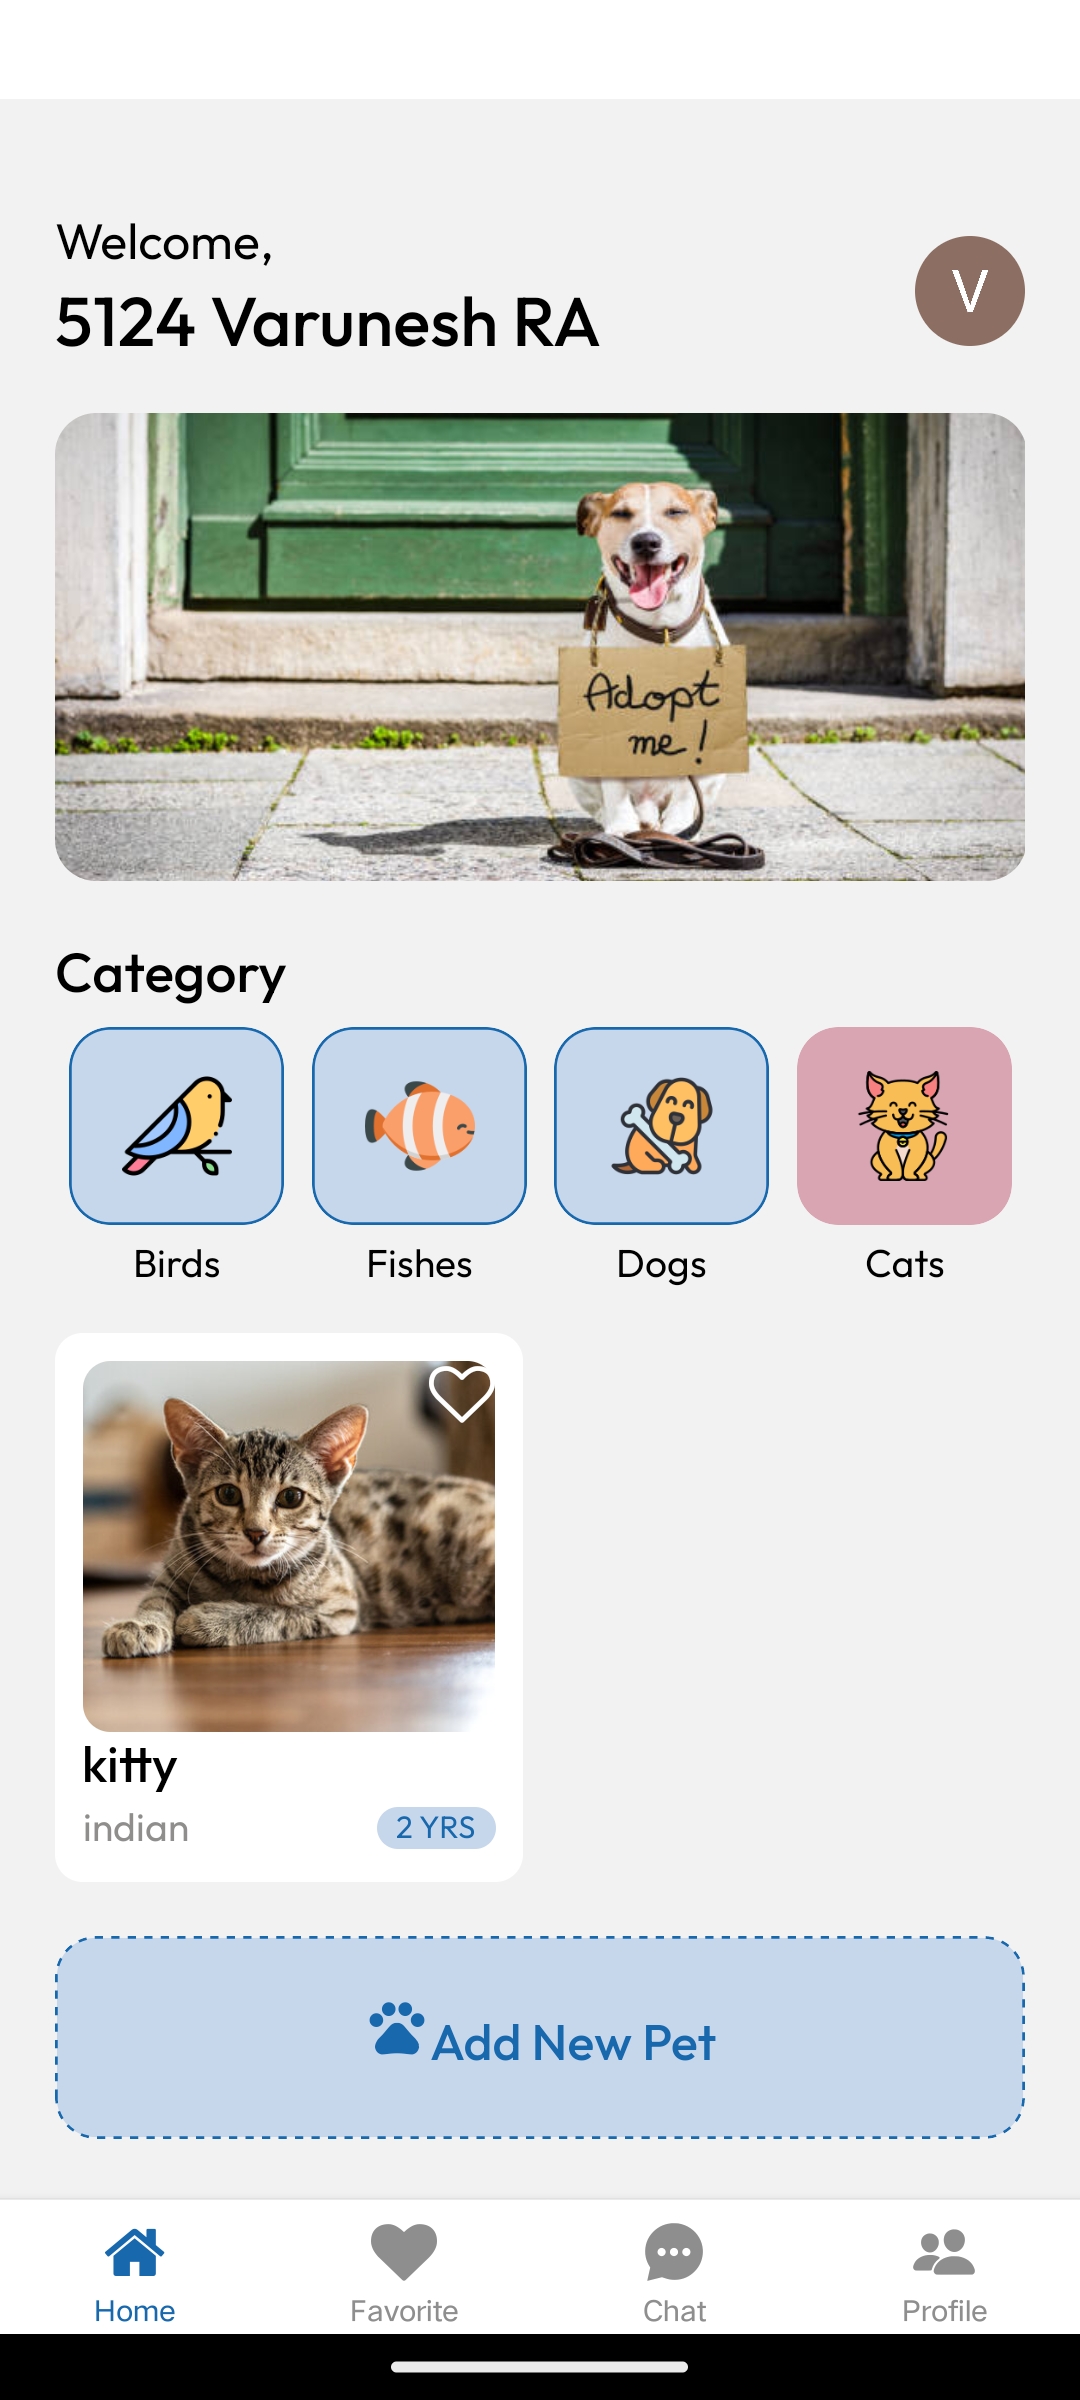 Welcome,
5124 Varunesh RA
V
Adopt
me!
Category
Birds
Fishes
Dogs
Cats
kitty
indian
2 YRS
Add New Pet
Home
Favorite
Chat
Profile